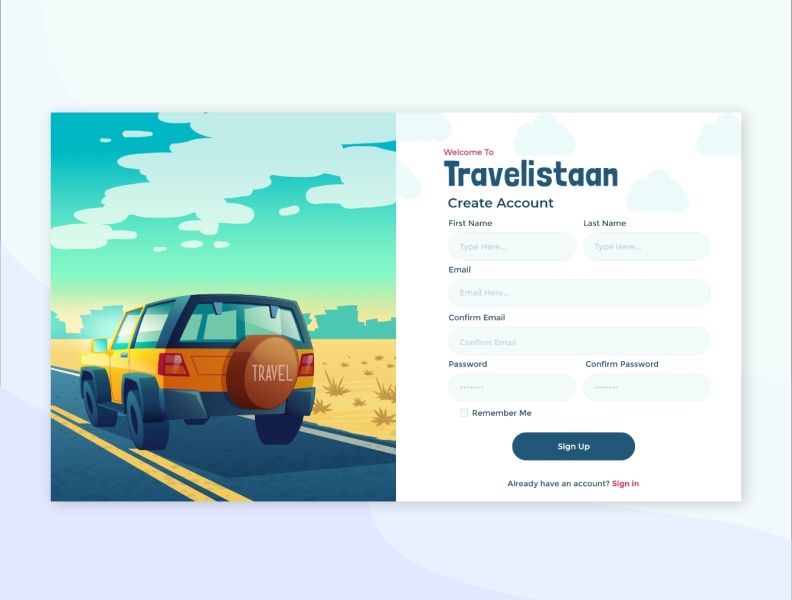 Welcome To
Travelistaan
Create Account
First Name Last Name
Type Here... Type Here...
Email
Email Here...
Confirm Email
Confirm Email
Password Confirm Password
Remember Me
Sign Up
Already have an account? Sign in
TRAVEL